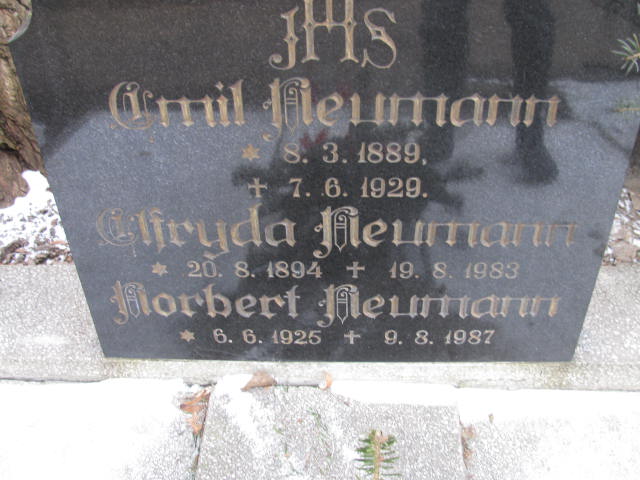 IHS
Emil Neumann
* 8. 3. 1889.
+ 7. 6. 1929.
Elfryda Neumann
* 20. 8. 1894 + 19. 8. 1983
Norbert Neumann
* 6. 6. 1925 + 9. 8. 1987